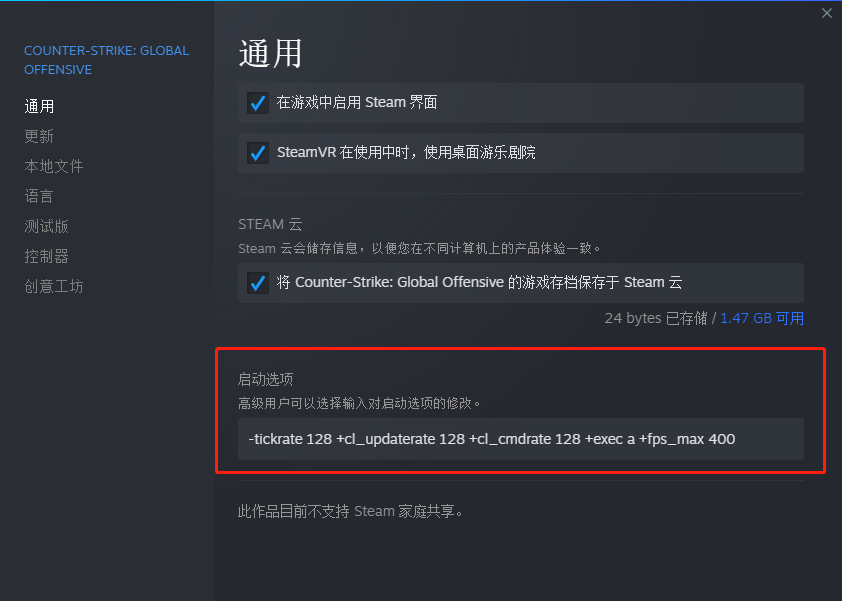 COUNTER-STRIKE: GLOBAL
OFFENSIVE
通用
更新
本地文件
语言
测试版
控制器
创意工坊
通用
在游戏中启用 Steam 界面
SteamVR 在使用中时，使用桌面游乐剧院
STEAM 云
Steam 云会储存信息，以便您在不同计算机上的产品体验一致。
将 Counter-Strike: Global Offensive 的游戏存档保存于 Steam 云
24 bytes 已存储 / 1.47 GB 可用
启动选项
高级用户可以选择输入对启动选项的修改。
-tickrate 128 +cl_updaterate 128 +cl_cmdrate 128 +exec a +fps_max 400
此作品目前不支持 Steam 家庭共享。